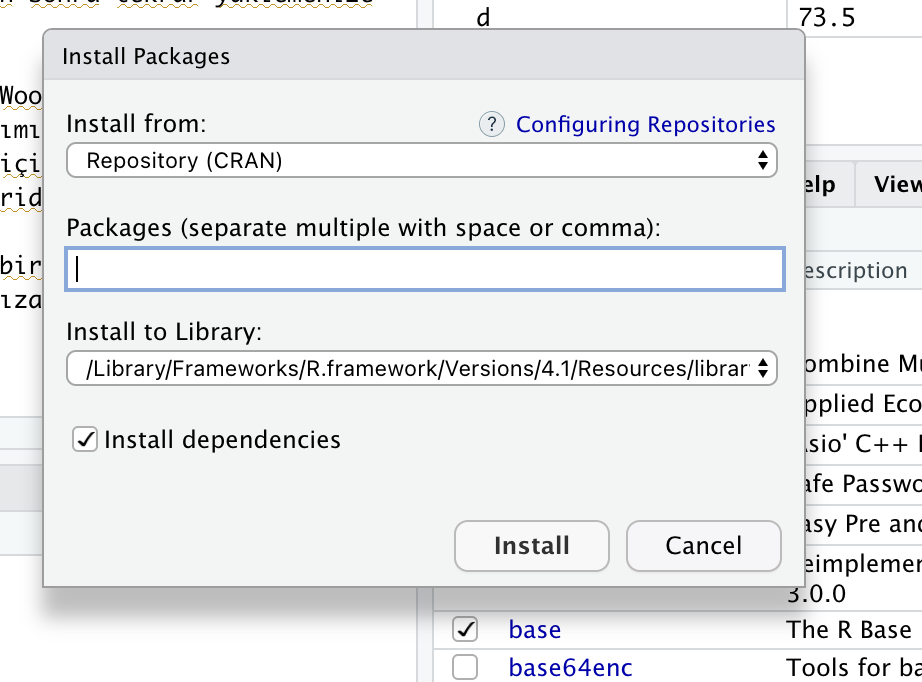 d
73.5
Install Packages
Install from:
? Configuring Repositories
Repository (CRAN)
Packages (separate multiple with space or comma):
Install to Library:
/Library/Frameworks/R.framework/Versions/4.1/Resources/librar
Install dependencies
Install
Cancel
Woo
ımı
içi
rid
bir
ıza
elp
View
escription
ombine Mu
pplied Eco
sio' C++
afe Passwo
asy Pre and
eimplemer
3.0.0
base
The R Base
base64enc
Tools for ba